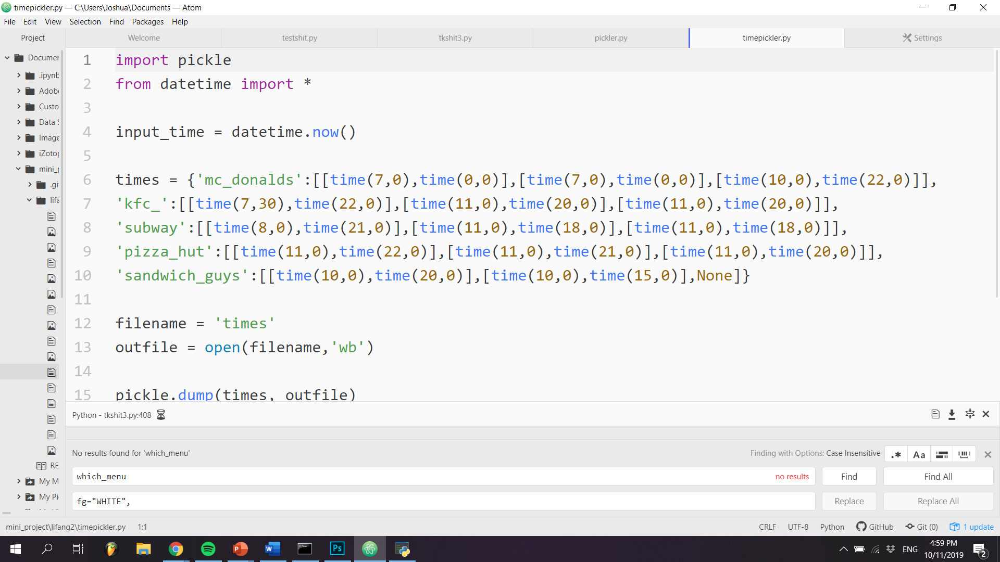 timepickler.py — C:\Users\Joshua\Documents — Atom
File Edit View Selection Find Packages Help
Project
Welcome
testshit.py
tkshit3.py
pickler.py
timepickler.py
Settings
Documer
.ipynb
Adob
Custo
Data S
Image
iZotop
mini_p
.gi
lifa
RE
My M
My Pi
1 import pickle
2 from datetime import *
3
4 input_time = datetime.now()
5
6 times = {'mc_donalds':[[time(7,0),time(0,0)],[time(7,0),time(0,0)],[time(10,0),time(22,0)]],
7 'kfc_':[[time(7,30),time(22,0)],[time(11,0),time(20,0)],[time(11,0),time(20,0)]],
8 'subway':[[time(8,0),time(21,0)],[time(11,0),time(18,0)],[time(11,0),time(18,0)]],
9 'pizza_hut':[[time(11,0),time(22,0)],[time(11,0),time(21,0)],[time(11,0),time(20,0)]],
10 'sandwich_guys':[[time(10,0),time(20,0)],[time(10,0),time(15,0)],None]}
11
12 filename = 'times'
13 outfile = open(filename,'wb')
14
15 pickle.dump(times, outfile)
Python - tkshit3.py:408
No results found for 'which_menu'
Finding with Options: Case Insensitive
.* Aa
which_menu
no results
Find
Find All
fg="WHITE",
Replace
Replace All
mini_project\lifang2\timepickler.py 1:1
CRLF UTF-8 Python GitHub Git (0) 1 update
Ps
ENG
4:59 PM
10/11/2019
2